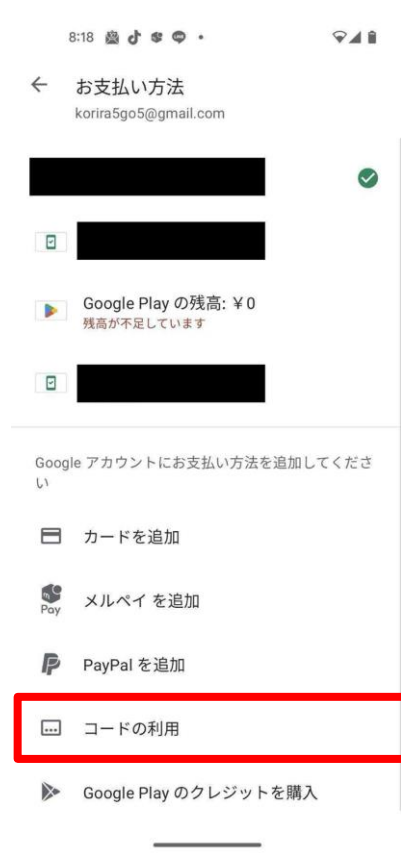 8:18
お支払い方法
korira5go5@gmail.com
Google Play の残高: ¥0
残高が不足しています
Google アカウントにお支払い方法を追加してくださ
い
カードを追加
Pay
メルペイ を追加
PayPal を追加
コードの利用
Google Play のクレジットを購入